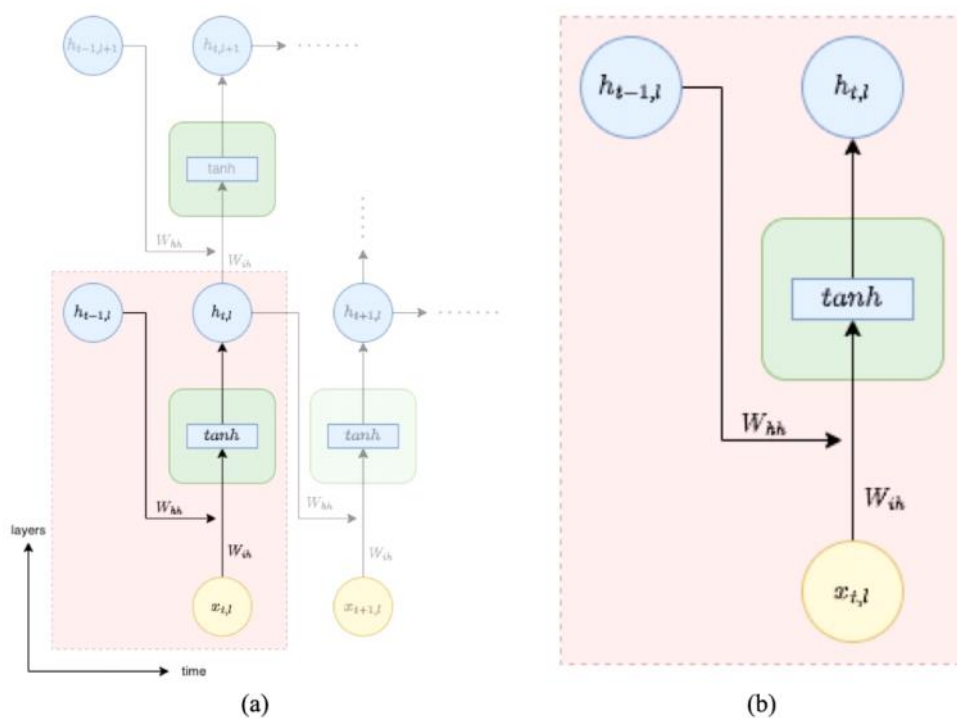 h_{t-1,l+1}
h_{t,l+1}
tanh
W_{hh}
W_{ih}
h_{t-1,l}
h_{t,l}
h_{t+1,l}
tanh
tanh
W_{hh}
W_{hh}
W_{ih}
W_{ih}
x_{t,l}
x_{t+1,l}
layers
time
(a)
h_{t-1,l}
h_{t,l}
tanh
W_{hh}
W_{ih}
x_{t,l}
(b)